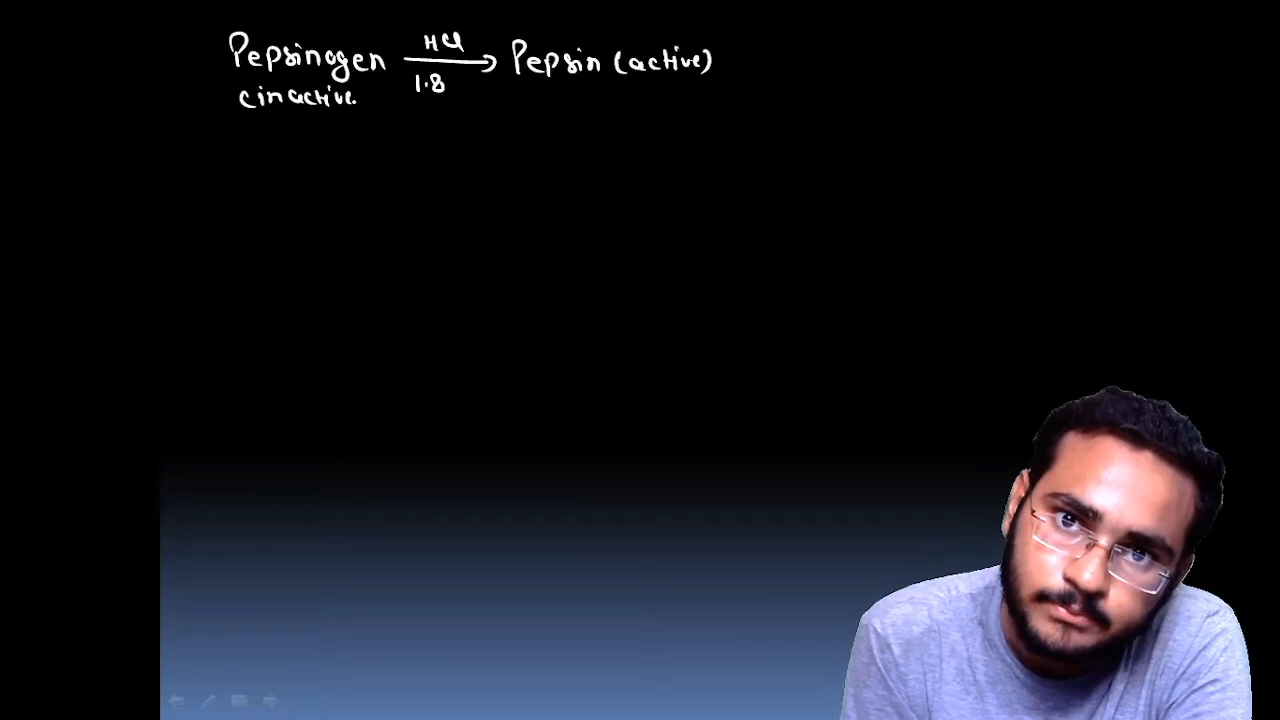 Pepsinogen HCl → Pepsin (active)
(inactive. 1.8